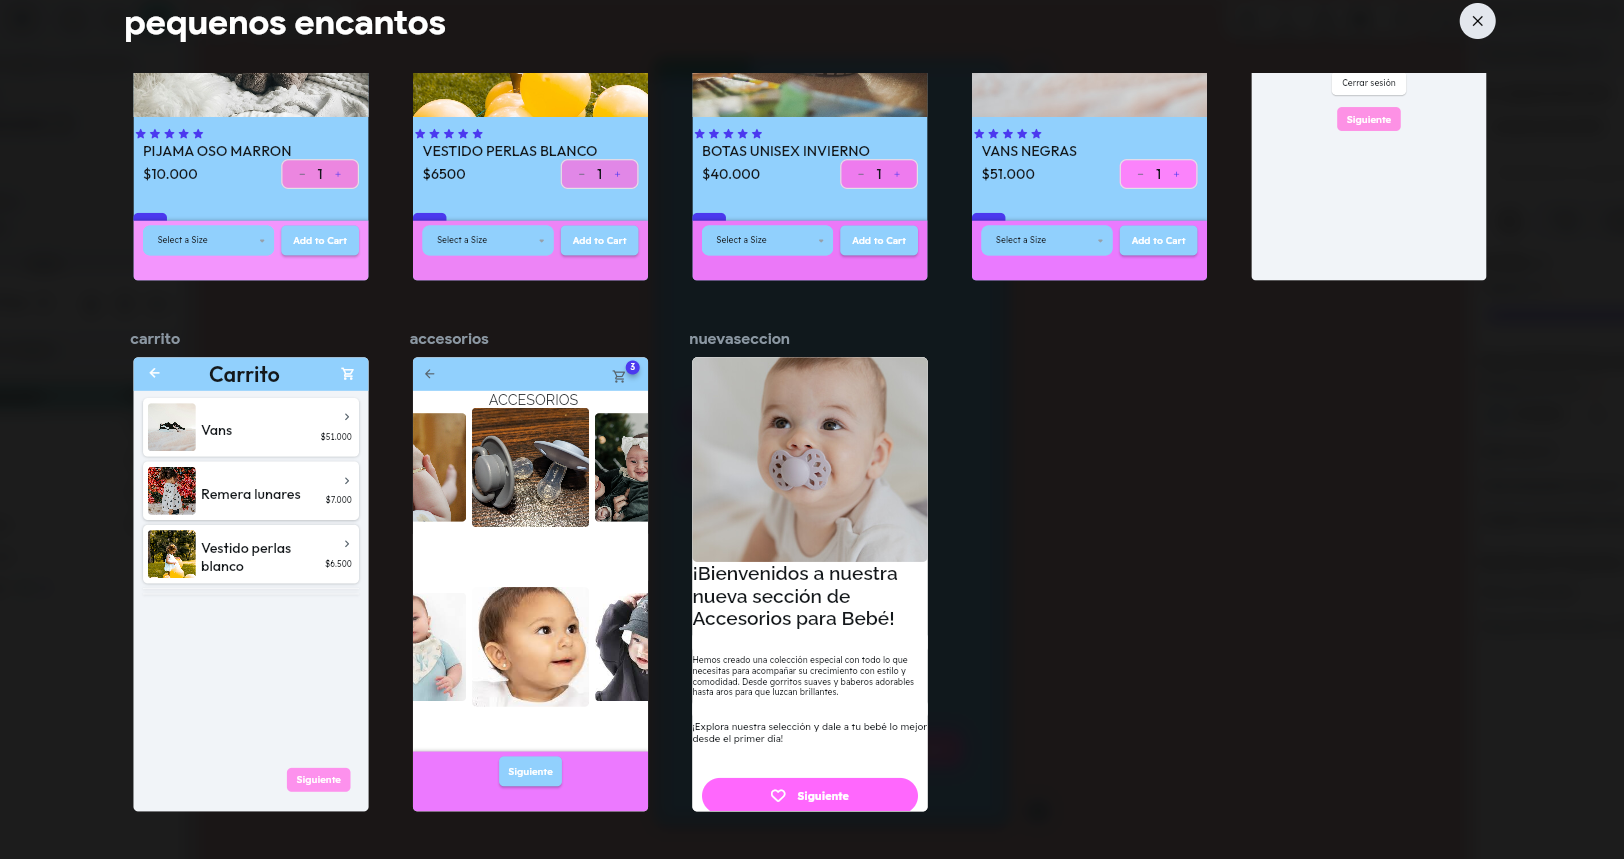 pequenos encantos
PIJAMA OSO MARRON
$10.000
− 1 +
Select a Size
Add to Cart
VESTIDO PERLAS BLANCO
$6500
− 1 +
Select a Size
Add to Cart
BOTAS UNISEX INVIERNO
$40.000
− 1 +
Select a Size
Add to Cart
VANS NEGRAS
$51.000
− 1 +
Select a Size
Add to Cart
Cerrar sesión
Siguiente
carrito
Carrito
Vans
$51.000
Remera lunares
$7.000
Vestido perlas
blanco
$6.500
Siguiente
accesorios
3
ACCESORIOS
Siguiente
nuevaseccion
¡Bienvenidos a nuestra
nueva sección de
Accesorios para Bebé!
Hemos creado una colección especial con todo lo que
necesitas para acompañar su crecimiento con estilo y
comodidad. Desde gorritos suaves y baberos adorables
hasta aros para que luzcan brillantes.
¡Explora nuestra selección y dale a tu bebé lo mejor
desde el primer dia!
Siguiente